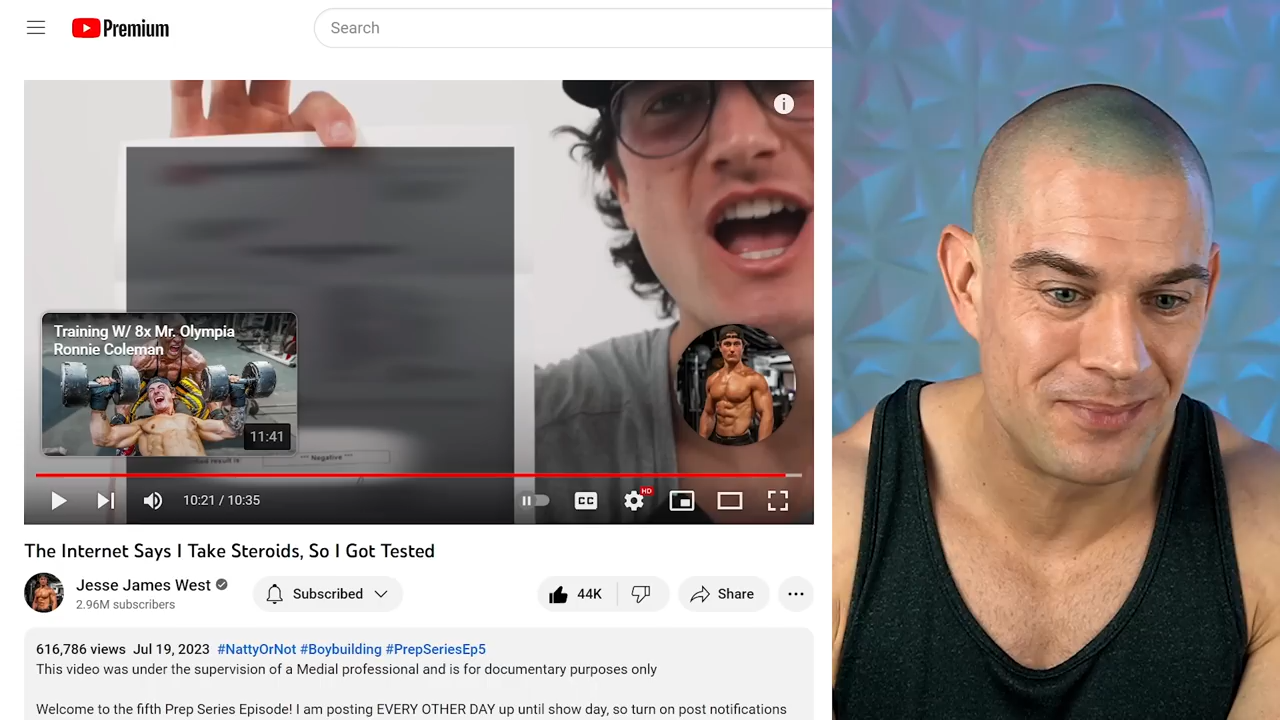 Premium
Search
Training W/ 8x Mr. Olympia
Ronnie Coleman
11:41
*** Negative ***
10:21 / 10:35
CC
HD
The Internet Says I Take Steroids, So I Got Tested
Jesse James West
2.96M subscribers
Subscribed
44K
Share
616,786 views Jul 19, 2023 #NattyOrNot #Boybuilding #PrepSeriesEp5
This video was under the supervision of a Medial professional and is for documentary purposes only
Welcome to the fifth Prep Series Episode! I am posting EVERY OTHER DAY up until show day, so turn on post notifications